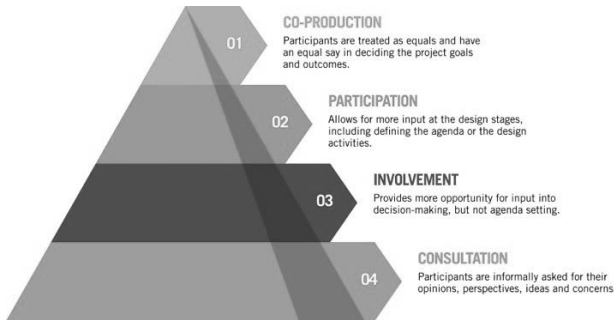 01
CO-PRODUCTION
Participants are treated as equals and have
an equal say in deciding the project goals
and outcomes.
02
PARTICIPATION
Allows for more input at the design stages,
including defining the agenda or the design
activities.
03
INVOLVEMENT
Provides more opportunity for input into
decision-making, but not agenda setting.
04
CONSULTATION
Participants are informally asked for their
opinions, perspectives, ideas and concerns